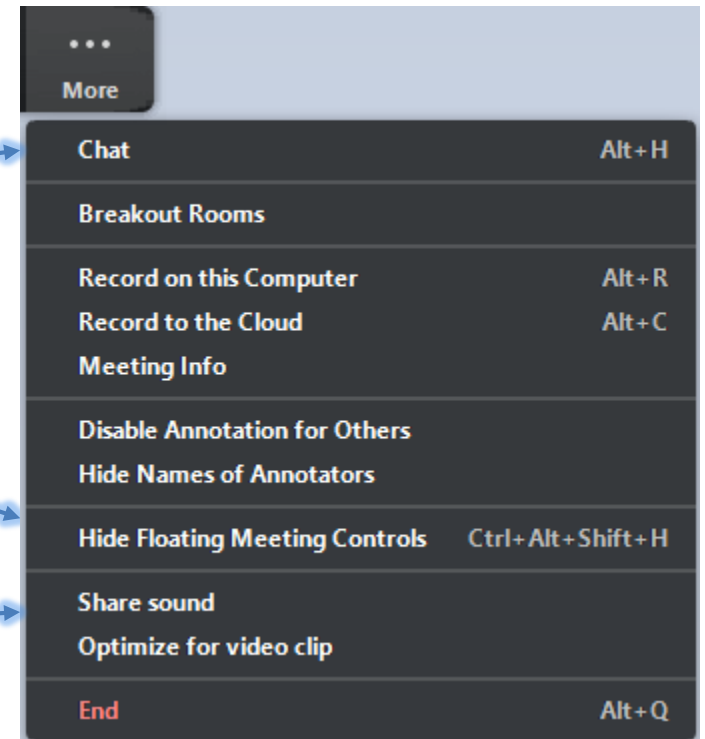 More
Chat Alt+H
Breakout Rooms
Record on this Computer Alt+R
Record to the Cloud Alt+C
Meeting Info
Disable Annotation for Others
Hide Names of Annotators
Hide Floating Meeting Controls Ctrl+Alt+Shift+H
Share sound
Optimize for video clip
End Alt+Q